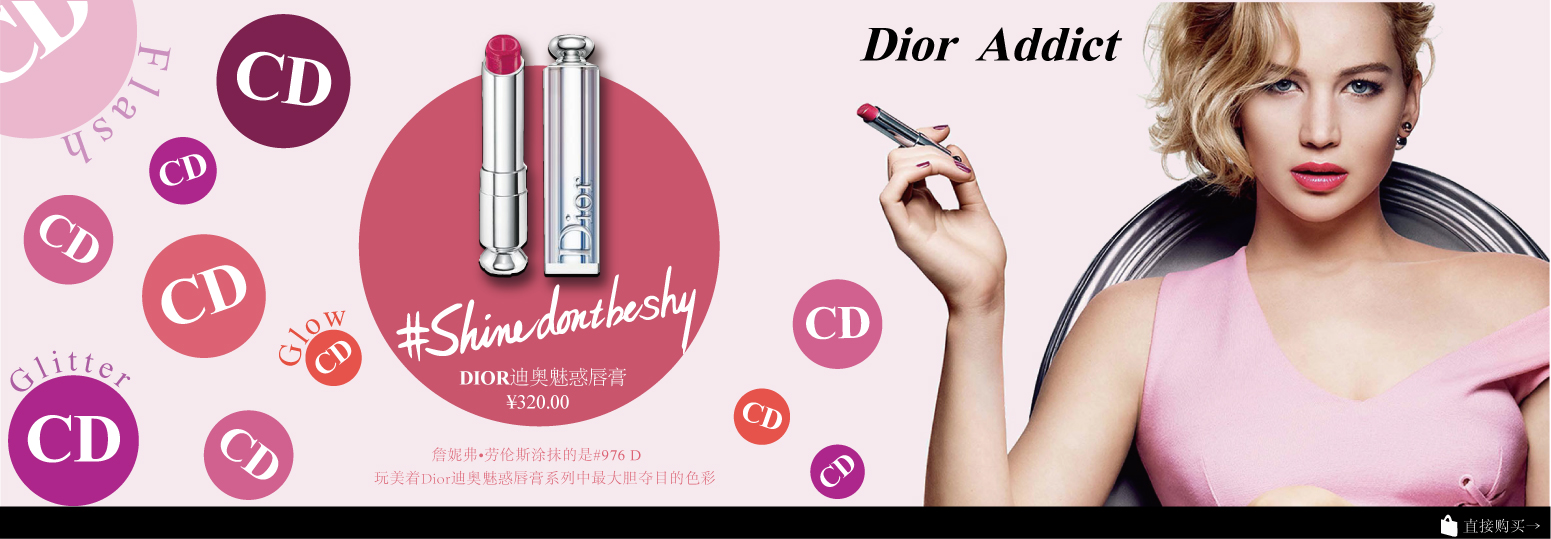 CD
Flash
CD
CD
CD
CD
Glow
CD
Glitter
CD
CD
Dior
#Shinedontbeshy
DIOR迪奥魅惑唇膏
¥320.00
詹妮弗•劳伦斯涂抹的是#976 D
玩美着Dior迪奥魅惑唇膏系列中最大胆夺目的色彩
Dior Addict
CD
CD
CD
直接购买→